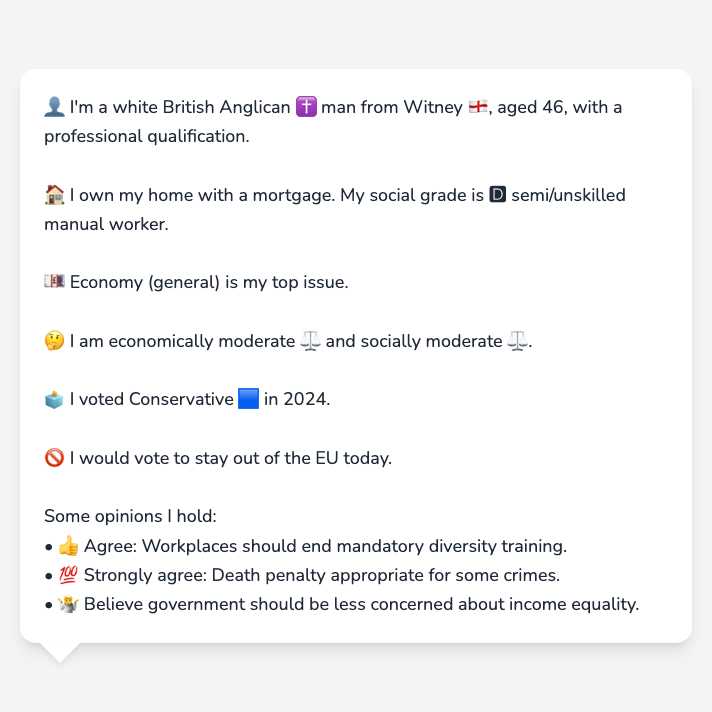 👤 I'm a white British Anglican ✝️ man from Witney 🏴󠁧󠁢󠁥󠁮󠁧󠁿, aged 46, with a
professional qualification.
🏠 I own my home with a mortgage. My social grade is 🅳 semi/unskilled
manual worker.
💷 Economy (general) is my top issue.
🤔 I am economically moderate ⚖️ and socially moderate ⚖️.
🗳️ I voted Conservative 🟦 in 2024.
🚫 I would vote to stay out of the EU today.
Some opinions I hold:
• 👍 Agree: Workplaces should end mandatory diversity training.
• 💯 Strongly agree: Death penalty appropriate for some crimes.
• 🤷 Believe government should be less concerned about income equality.